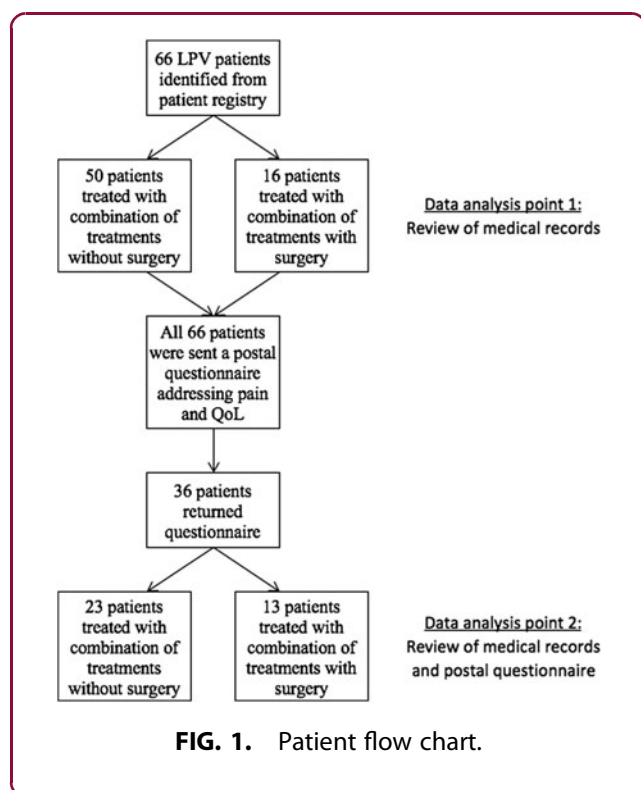 66 LPV patients
identified from
patient registry
50 patients
treated with
combination of
treatments
without surgery
16 patients
treated with
combination of
treatments with
surgery
Data analysis point 1:
Review of medical records
All 66 patients
were sent a postal
questionnaire
addressing pain
and QoL
36 patients
returned
questionnaire
23 patients
treated with
combination of
treatments
without surgery
13 patients
treated with
combination of
treatments with
surgery
Data analysis point 2:
Review of medical records
and postal questionnaire
FIG. 1. Patient flow chart.